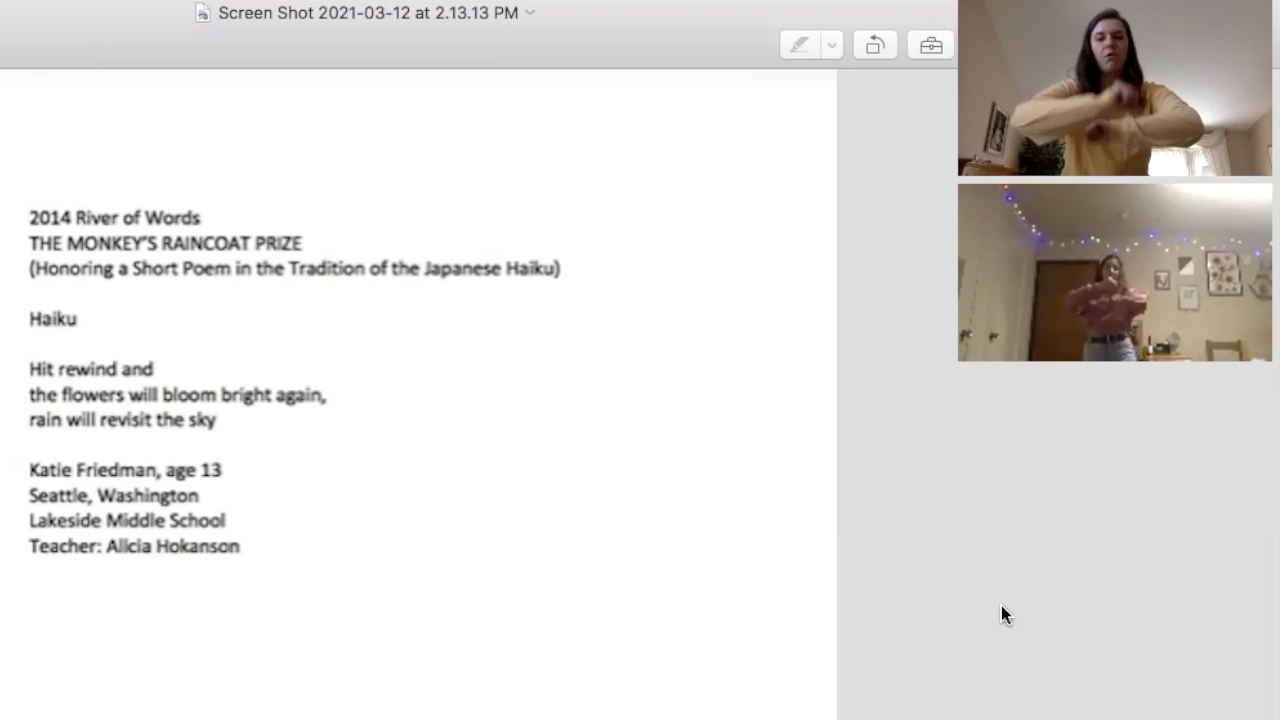 Screen Shot 2021-03-12 at 2.13.13 PM
2014 River of Words
THE MONKEY'S RAINCOAT PRIZE
(Honoring a Short Poem in the Tradition of the Japanese Haiku)
Haiku
Hit rewind and
the flowers will bloom bright again,
rain will revisit the sky
Katie Friedman, age 13
Seattle, Washington
Lakeside Middle School
Teacher: Alicia Hokanson